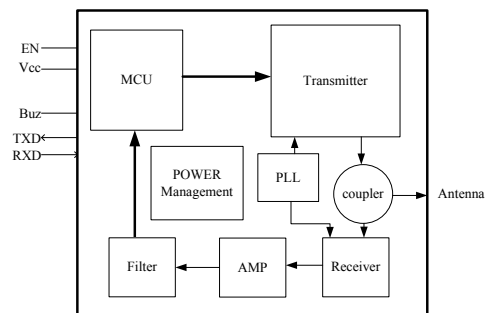 EN
Vcc
Buz
TXD
RXD
MCU
Transmitter
POWER
Management
PLL
coupler
Antenna
Filter
AMP
Receiver